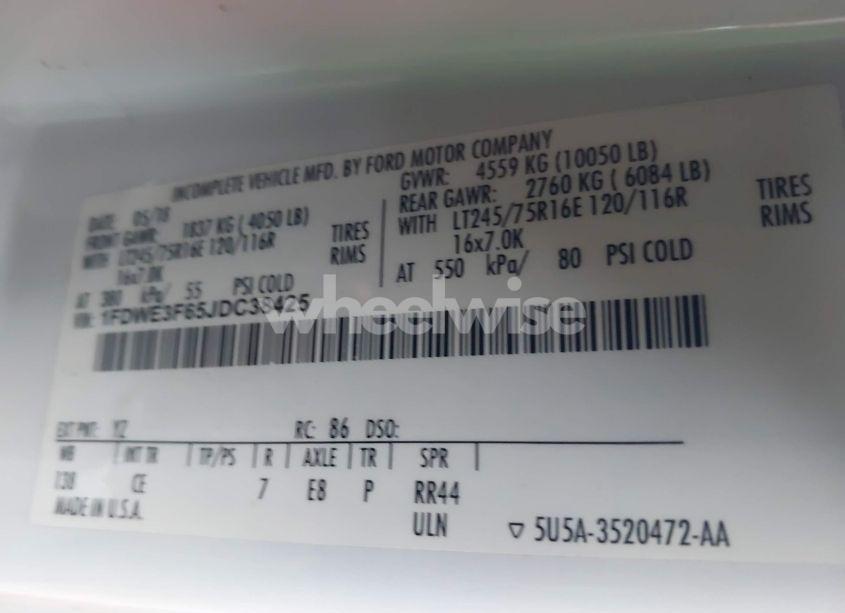 INCOMPLETE VEHICLE MFD. BY FORD MOTOR COMPANY
DATE: 05/18
GVWR: 4559 KG (10050 LB)
FRONT GAWR: 1837 KG (4050 LB)
REAR GAWR: 2760 KG (6084 LB)
WITH LT245/75R16E 120/116R TIRES
WITH LT245/75R16E 120/116R TIRES
16x7.0K RIMS
16x7.0K RIMS
AT 380 kPa/ 55 PSI COLD
AT 550 kPa/ 80 PSI COLD
VIN: 1FDWE3F65JDC38425
wheelwise
EXT PNT: YZ RC: 86 DSO:
WB INT TR TP/PS R AXLE TR SPR
138 CE 7 E8 P RR44
MADE IN U.S.A. ULN 5U5A-3520472-AA